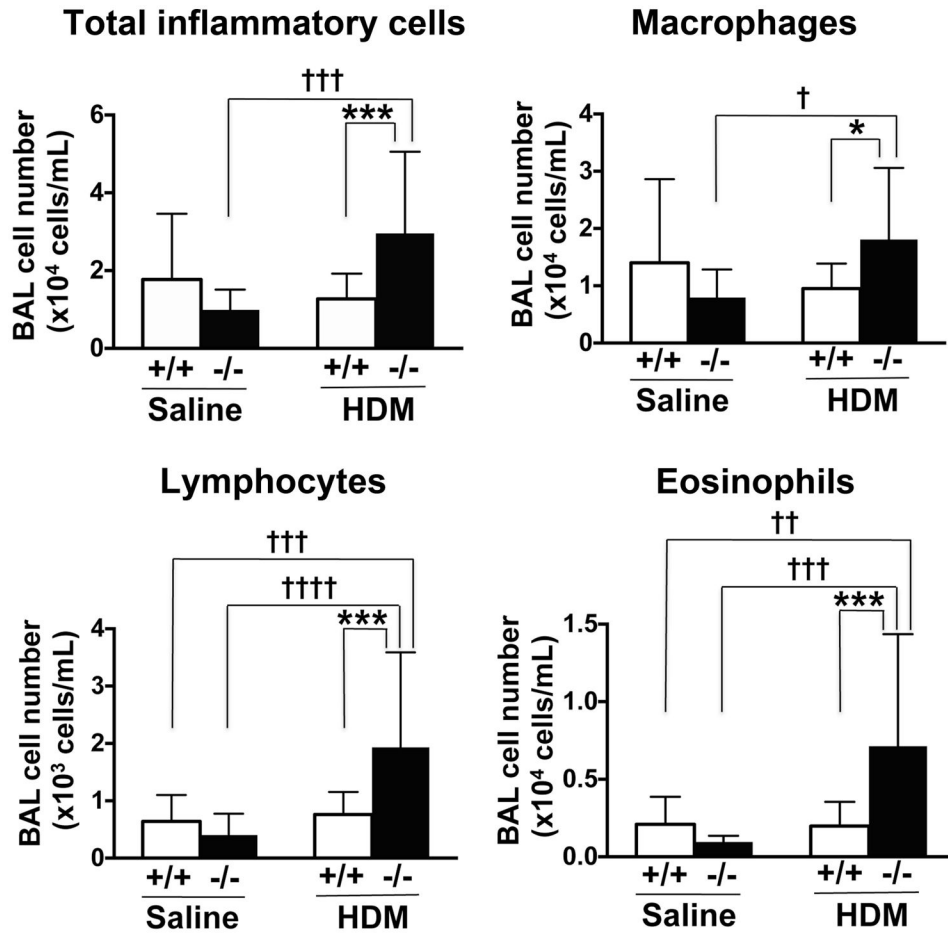 Total inflammatory cells
†††
***
BAL cell number
(x10⁴ cells/mL)
6
4
2
0
+/+ -/- +/+ -/-
Saline HDM
Macrophages
†
*
BAL cell number
(x10⁴ cells/mL)
4
3
2
1
0
+/+ -/- +/+ -/-
Saline HDM
Lymphocytes
†††
††††
***
BAL cell number
(x10³ cells/mL)
4
3
2
1
0
+/+ -/- +/+ -/-
Saline HDM
Eosinophils
††
†††
***
BAL cell number
(x10⁴ cells/mL)
1.5
1.0
0.5
0.0
+/+ -/- +/+ -/-
Saline HDM